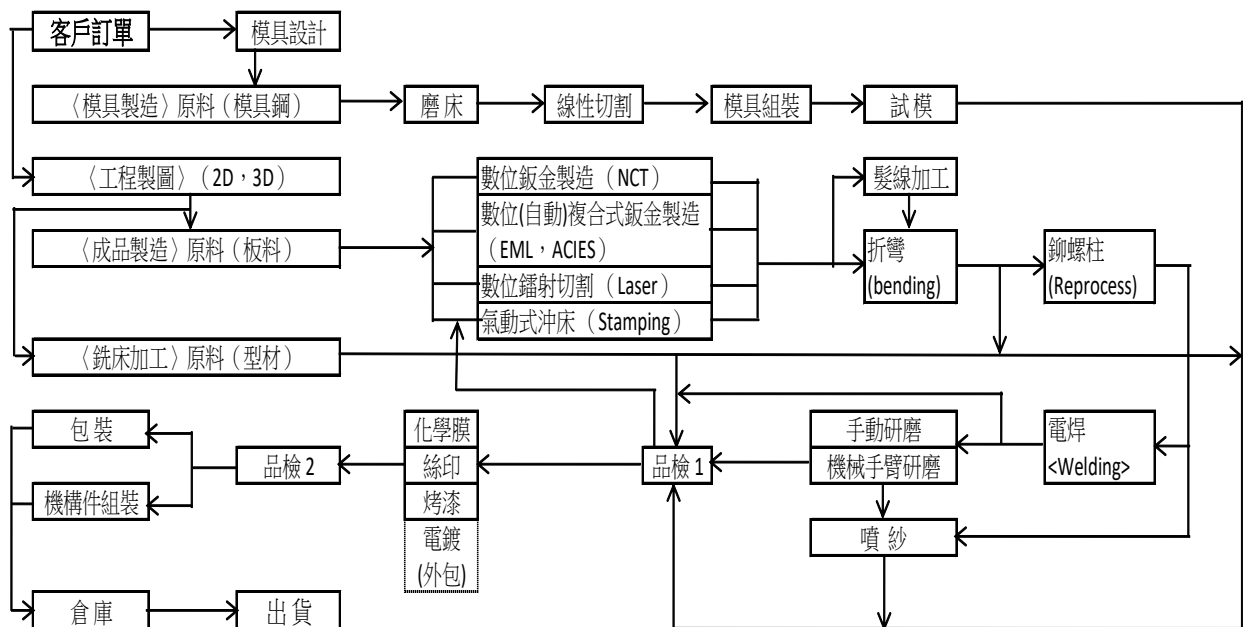 客戶訂單
模具設計
〈模具製造〉原料（模具鋼）
磨床
線性切割
模具組裝
試模
〈工程製圖〉（2D，3D）
數位鈑金製造（NCT）
髮線加工
數位(自動)複合式鈑金製造
（EML，ACIES）
〈成品製造〉原料（板料）
折彎
(bending)
鉚螺柱
(Reprocess)
數位鐳射切割（Laser）
氣動式沖床（Stamping）
〈銑床加工〉原料（型材）
包裝
化學膜
手動研磨
電焊
<Welding>
品檢 2
絲印
品檢 1
機械手臂研磨
機構件組裝
烤漆
電鍍
(外包)
噴紗
倉庫
出貨